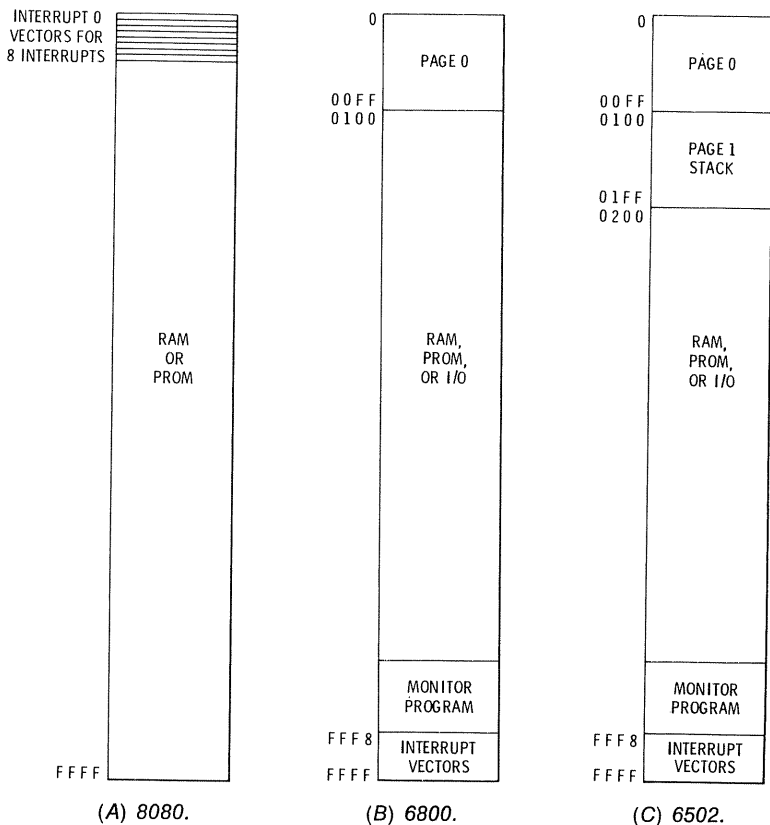 INTERRUPT 0
VECTORS FOR
8 INTERRUPTS
RAM
OR
PROM
FFFF
(A) 8080.
0
PAGE 0
00FF
0100
RAM,
PROM,
OR I/O
MONITOR
PROGRAM
FFF8
INTERRUPT
VECTORS
FFFF
(B) 6800.
0
PAGE 0
00FF
0100
PAGE 1
STACK
01FF
0200
RAM,
PROM,
OR I/O
MONITOR
PROGRAM
FFF8
INTERRUPT
VECTORS
FFFF
(C) 6502.